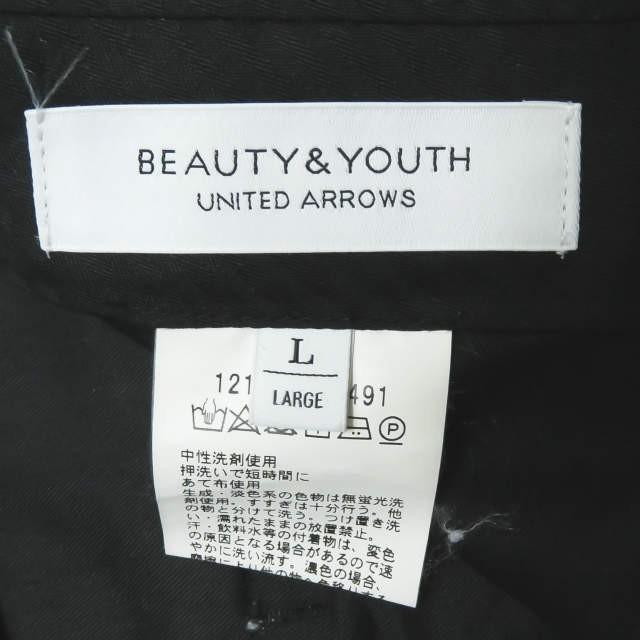 BEAUTY&YOUTH
UNITED ARROWS
L
LARGE
121 491
中性洗剤使用
押洗いで短時間に
あて布使用
生成・淡色系の色物は無蛍光洗
剤使用。すすぎは十分行う。他
の物と分けて洗う。つけ置き洗
い・濡れたままの放置禁止。
汗・飲料水等の付着物は、変色
の原因となる場合があるので速
やかに洗い流す。濃色の場合、